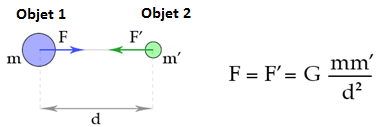 Objet 1 Objet 2
F F′
m m′
d
F = F′ = G mm′/d²